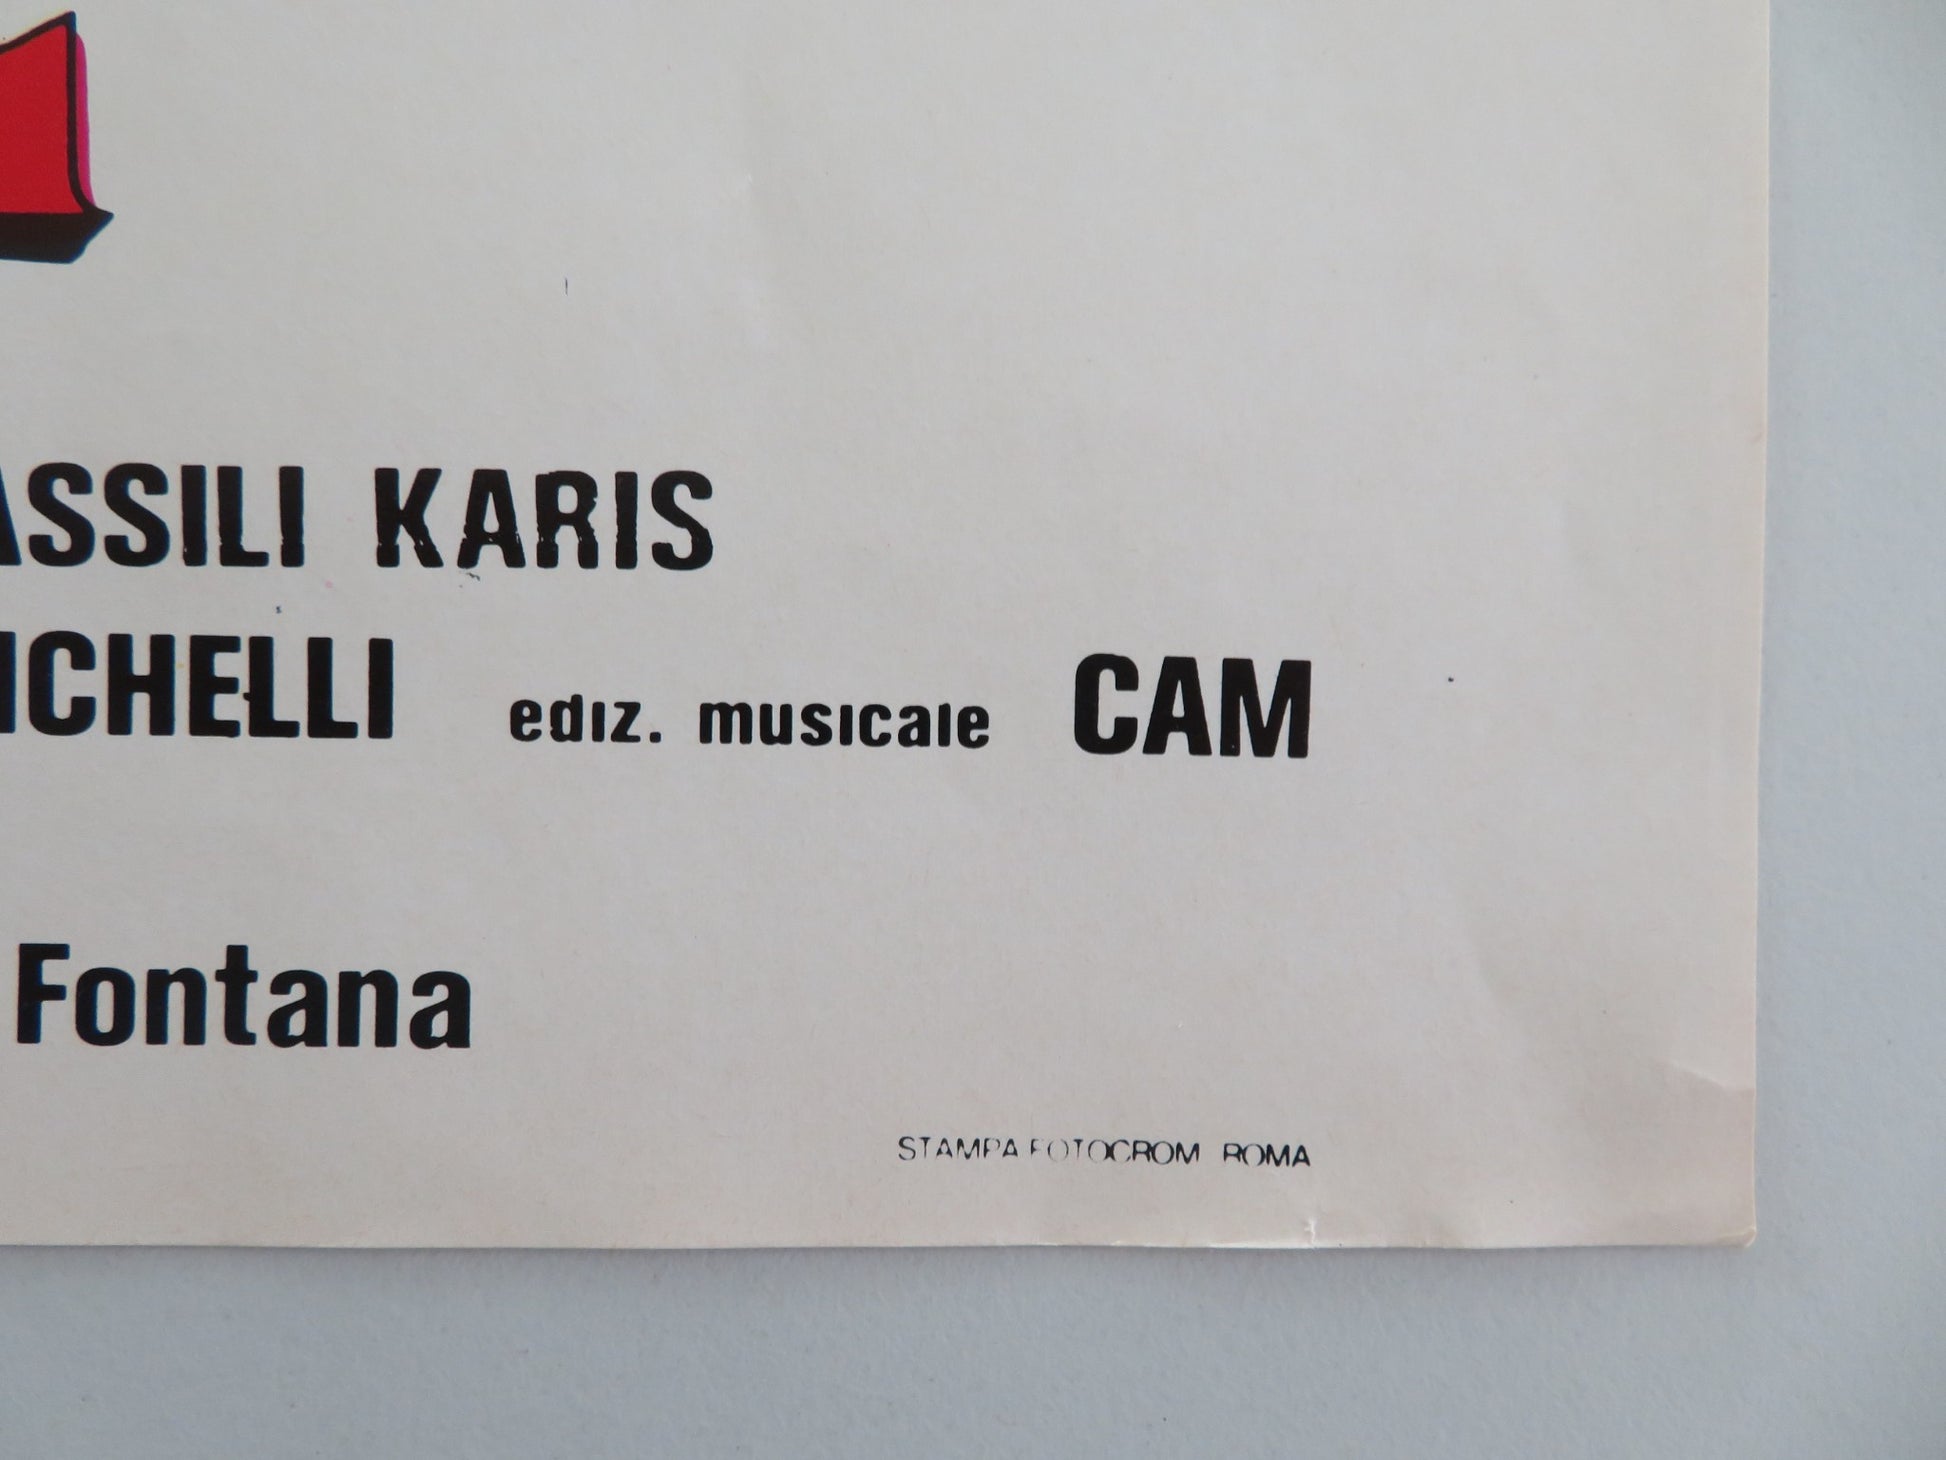 ASSILI KARIS
ICHELLI ediz. musicale CAM
Fontana
STAMPA FOTOCROM ROMA